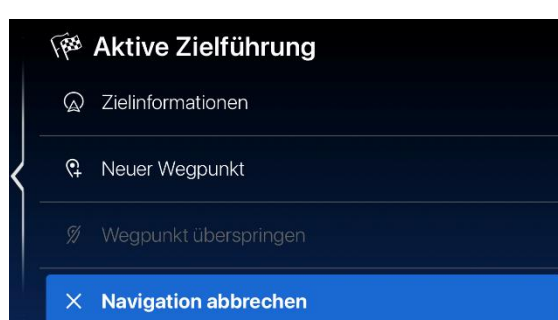 Aktive Zielführung
Zielinformationen
Neuer Wegpunkt
Wegpunkt überspringen
Navigation abbrechen